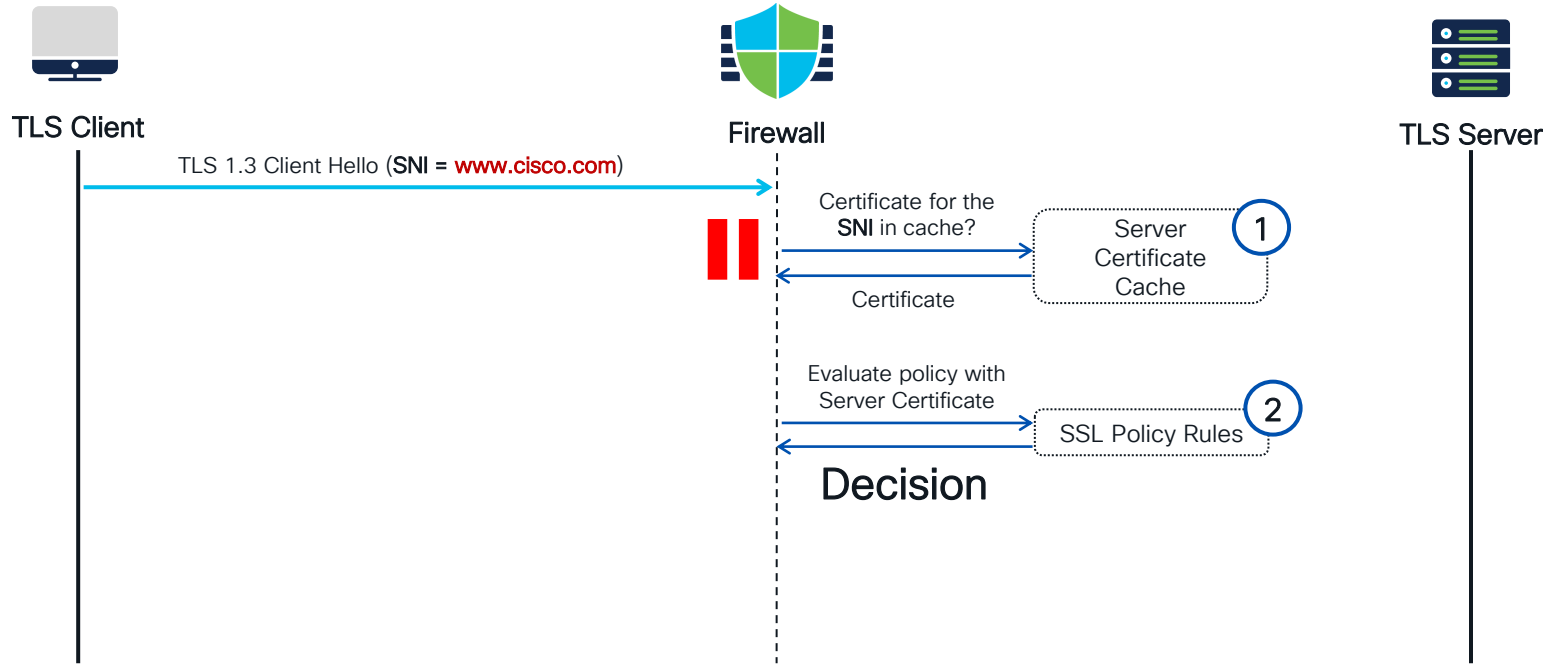 TLS Client
Firewall
TLS Server
TLS 1.3 Client Hello (SNI = www.cisco.com)
Certificate for the
SNI in cache?
Server
Certificate
Cache
1
Certificate
Evaluate policy with
Server Certificate
SSL Policy Rules
2
Decision